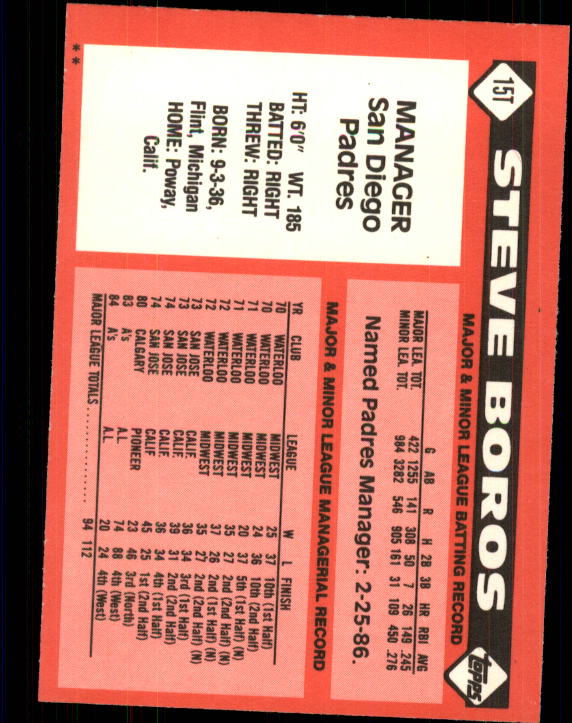 15T STEVE BOROS topps
MANAGER
San Diego
Padres
HT: 6'0" WT. 185
BATTED: RIGHT
THREW: RIGHT
BORN: 9-3-36,
Flint, Michigan
HOME: Poway,
Calif.
MAJOR & MINOR LEAGUE BATTING RECORD
G AB R H 2B 3B HR RBI AVG
MAJOR LEA. TOT. 422 1255 141 308 50 7 26 149 .245
MINOR LEA. TOT. 984 3282 546 905 161 31 109 450 .276
Named Padres Manager: 2-25-86.
MAJOR & MINOR LEAGUE MANAGERIAL RECORD
YR CLUB LEAGUE W L FINISH
70 WATERLOO MIDWEST 25 37 10th (1st Half)
70 WATERLOO MIDWEST 24 36 10th (2nd Half)
71 WATERLOO MIDWEST 20 37 5th (1st Half) (N)
71 WATERLOO MIDWEST 35 27 2nd (2nd Half) (N)
72 WATERLOO MIDWEST 37 26 2nd (1st Half) (N)
72 WATERLOO MIDWEST 35 27 2nd (2nd Half) (N)
73 SAN JOSE CALIF. 36 34 3rd (1st Half)
73 SAN JOSE CALIF. 39 31 2nd (2nd Half)
74 SAN JOSE CALIF. 36 34 4th (1st Half)
74 SAN JOSE CALIF. 45 25 1st (2nd Half)
80 CALGARY PIONEER 23 46 3rd (North)
83 A's A.L. 74 88 4th (West)
84 A's A.L. 20 24 4th (West)
MAJOR LEAGUE TOTALS . . . . . . . . . . . . . . . 94 112
* *